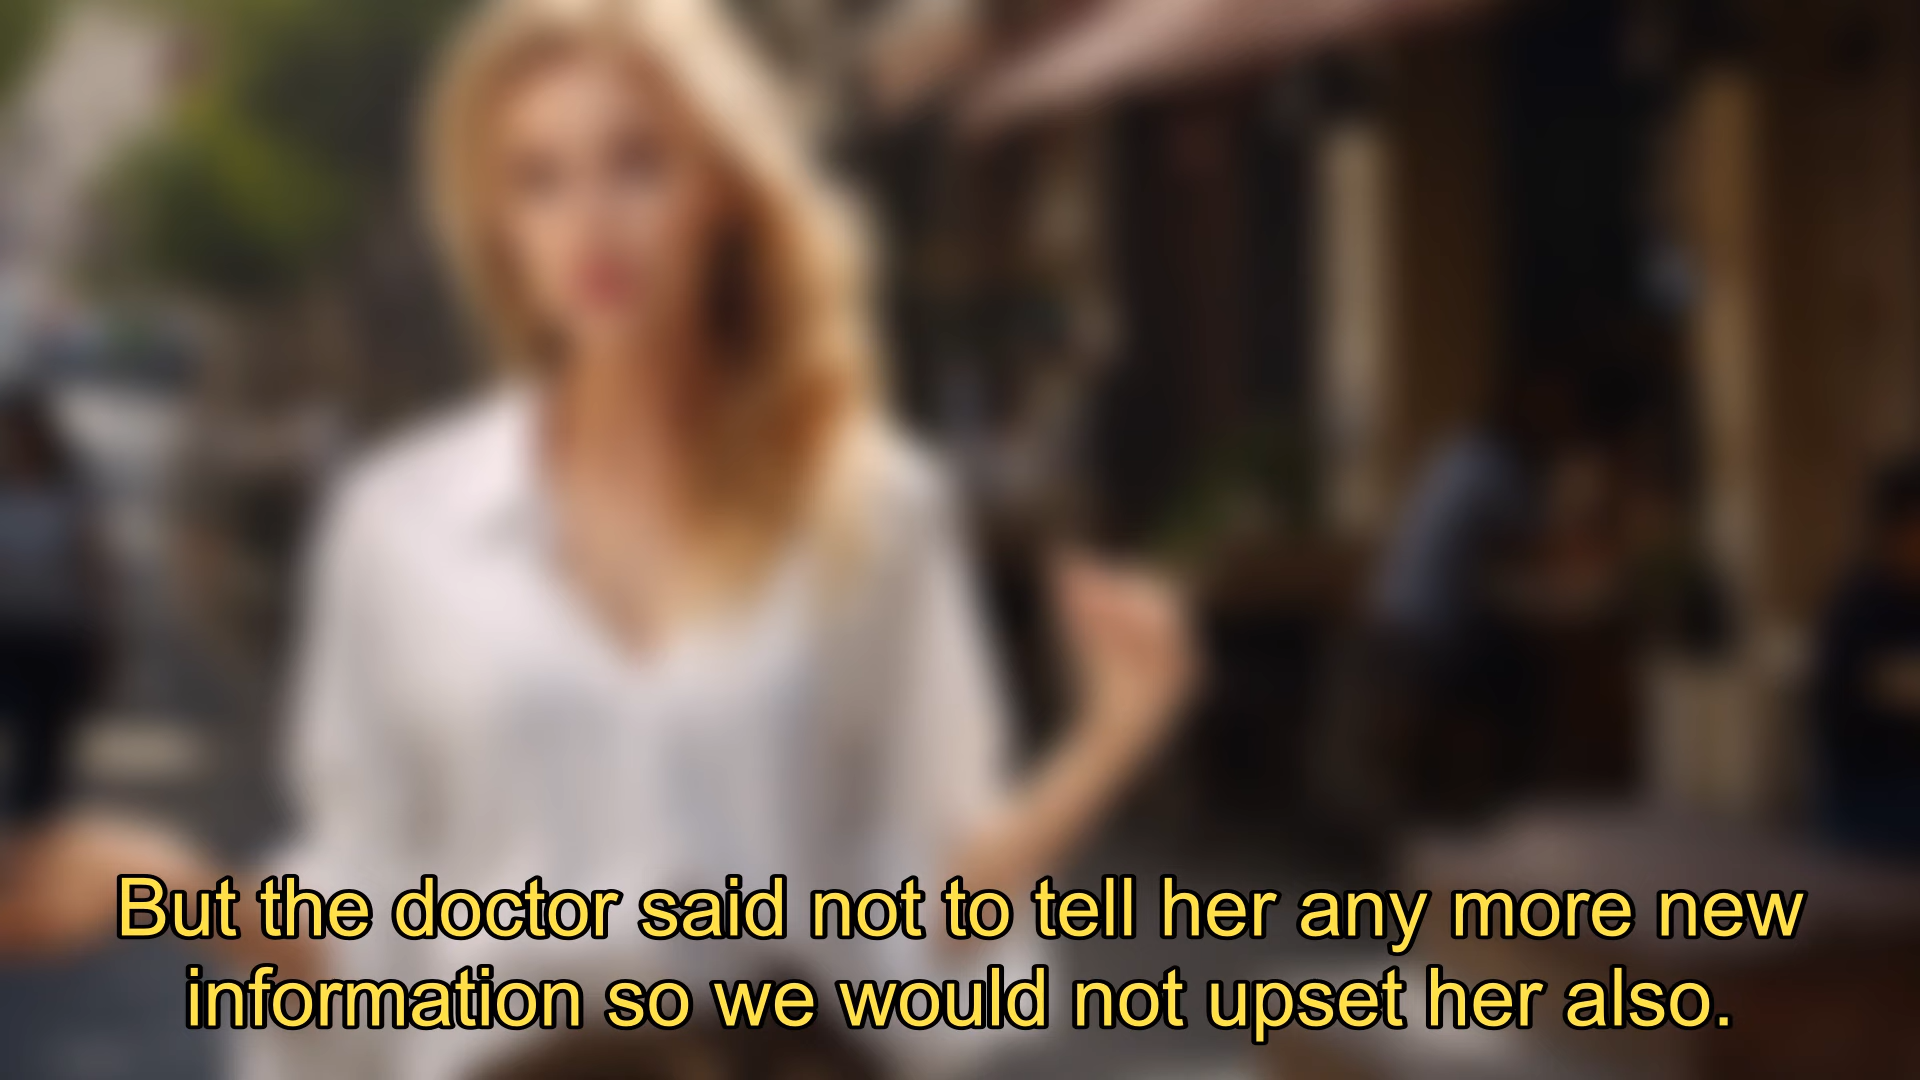 But the doctor said not to tell her any more new
information so we would not upset her also.